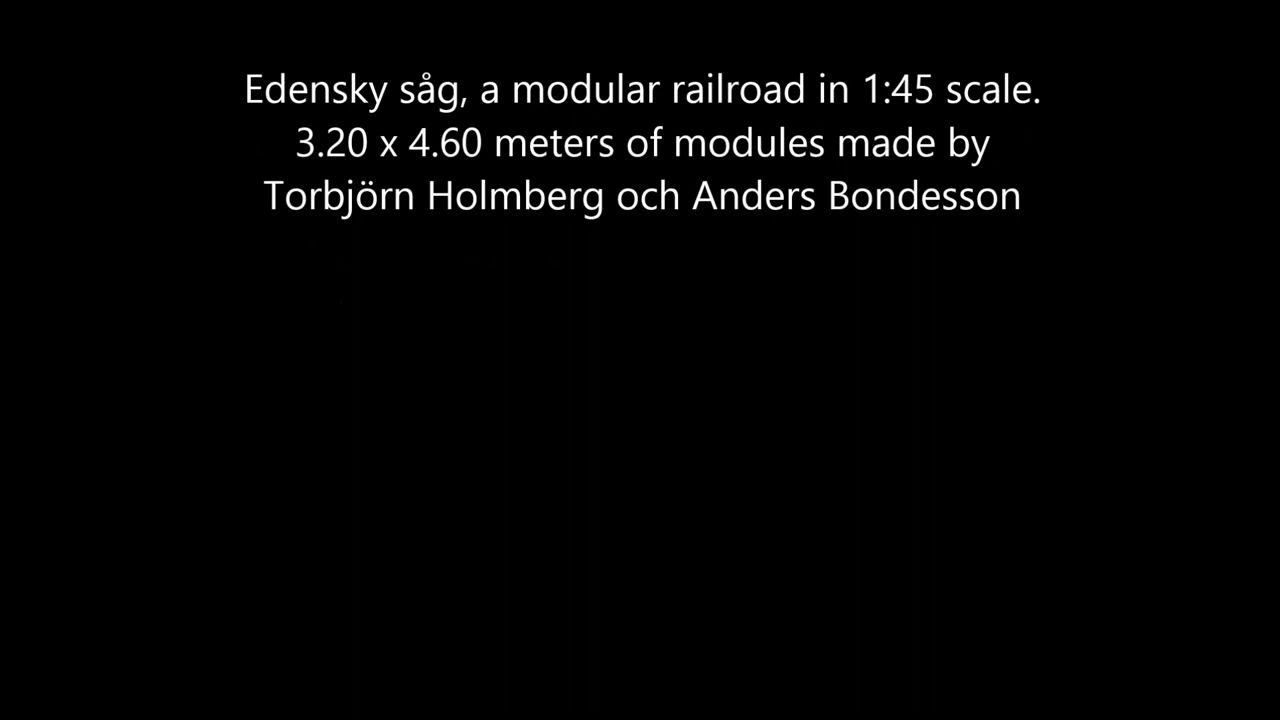 Edensky såg, a modular railroad in 1:45 scale.
3.20 x 4.60 meters of modules made by
Torbjörn Holmberg och Anders Bondesson